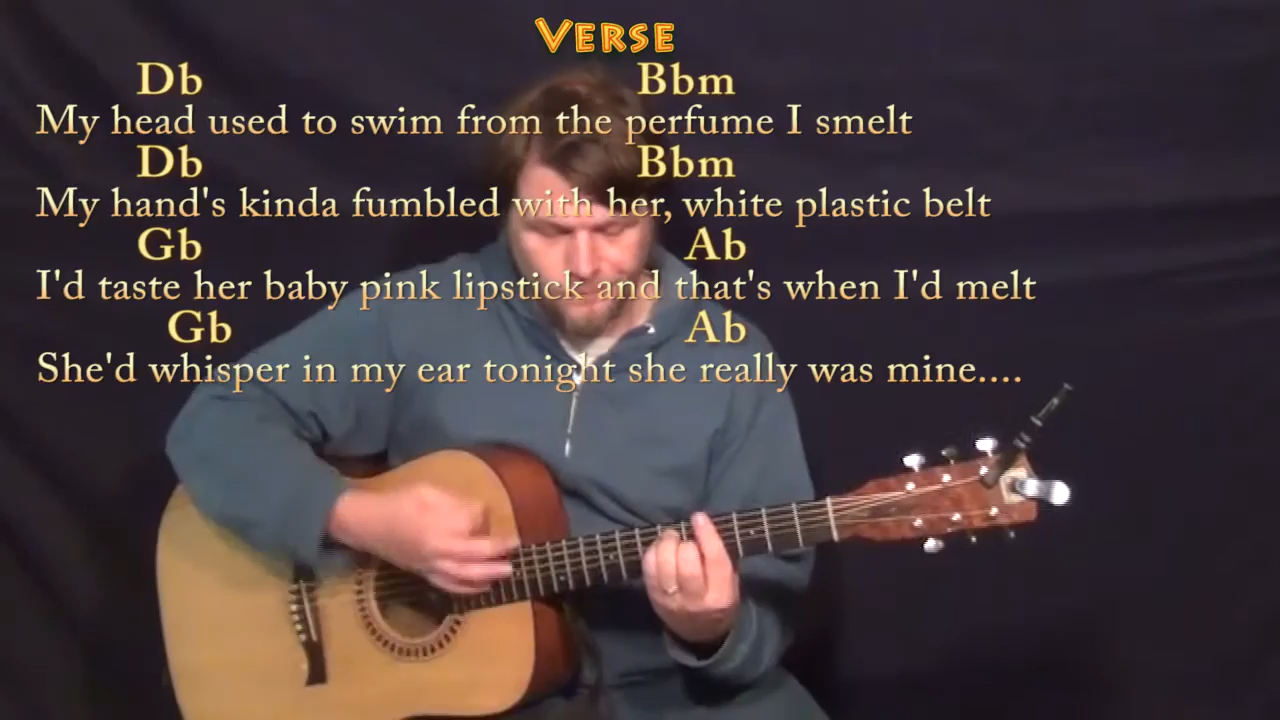 VERSE
Db Bbm
My head used to swim from the perfume I smelt
Db Bbm
My hand's kinda fumbled with her, white plastic belt
Gb Ab
I'd taste her baby pink lipstick and that's when I'd melt
Gb Ab
She'd whisper in my ear tonight she really was mine....